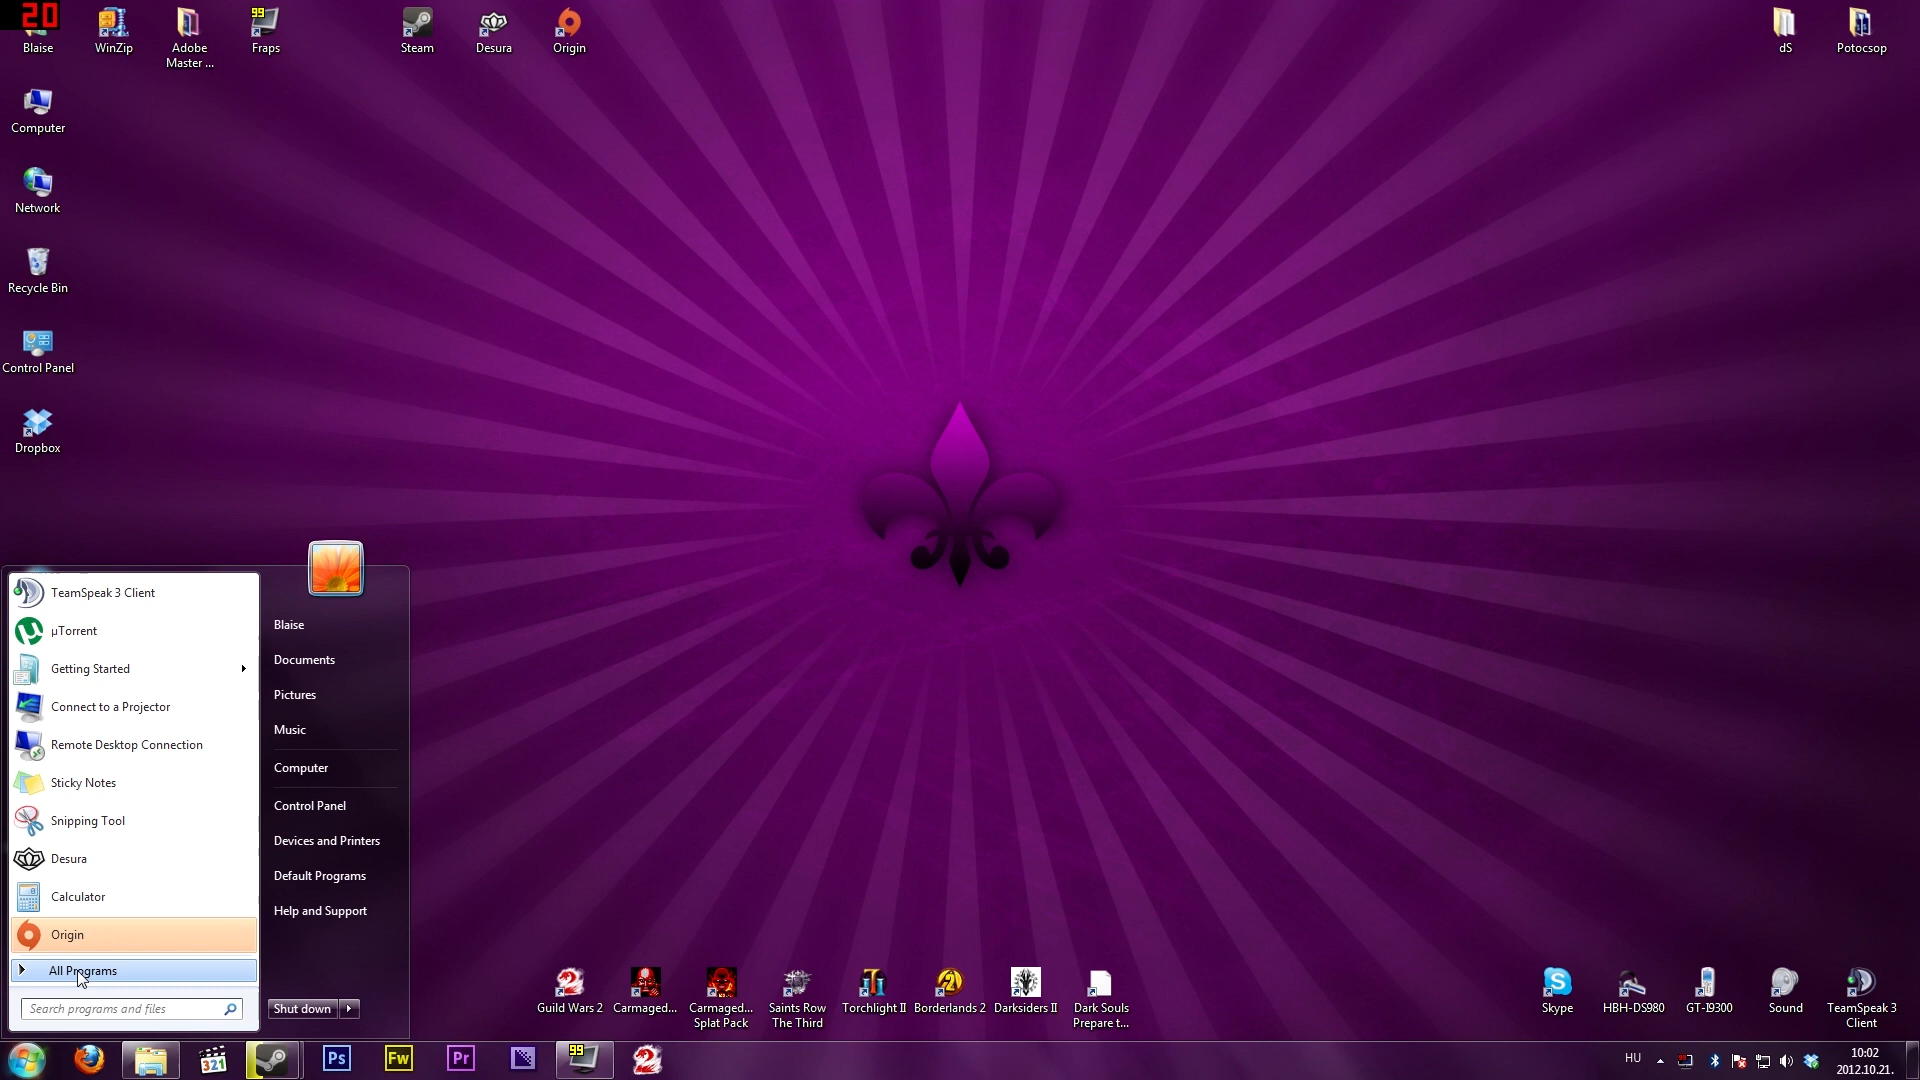 20
Blaise
WinZip
Adobe
Master ...
99
Fraps
Steam
Desura
Origin
dS
Potocsop
Computer
Network
Recycle Bin
Control Panel
Dropbox
TeamSpeak 3 Client
µTorrent
Getting Started
Connect to a Projector
Remote Desktop Connection
Sticky Notes
Snipping Tool
Desura
Calculator
Origin
All Programs
Search programs and files
Blaise
Documents
Pictures
Music
Computer
Control Panel
Devices and Printers
Default Programs
Help and Support
Shut down
Guild Wars 2
Carmaged...
Carmaged...
Splat Pack
Saints Row
The Third
Torchlight II
Borderlands 2
Darksiders II
Dark Souls
Prepare t...
Skype
HBH-DS980
GT-I9300
Sound
TeamSpeak 3
Client
321
Ps
Fw
Pr
99
HU
10:02
2012.10.21.